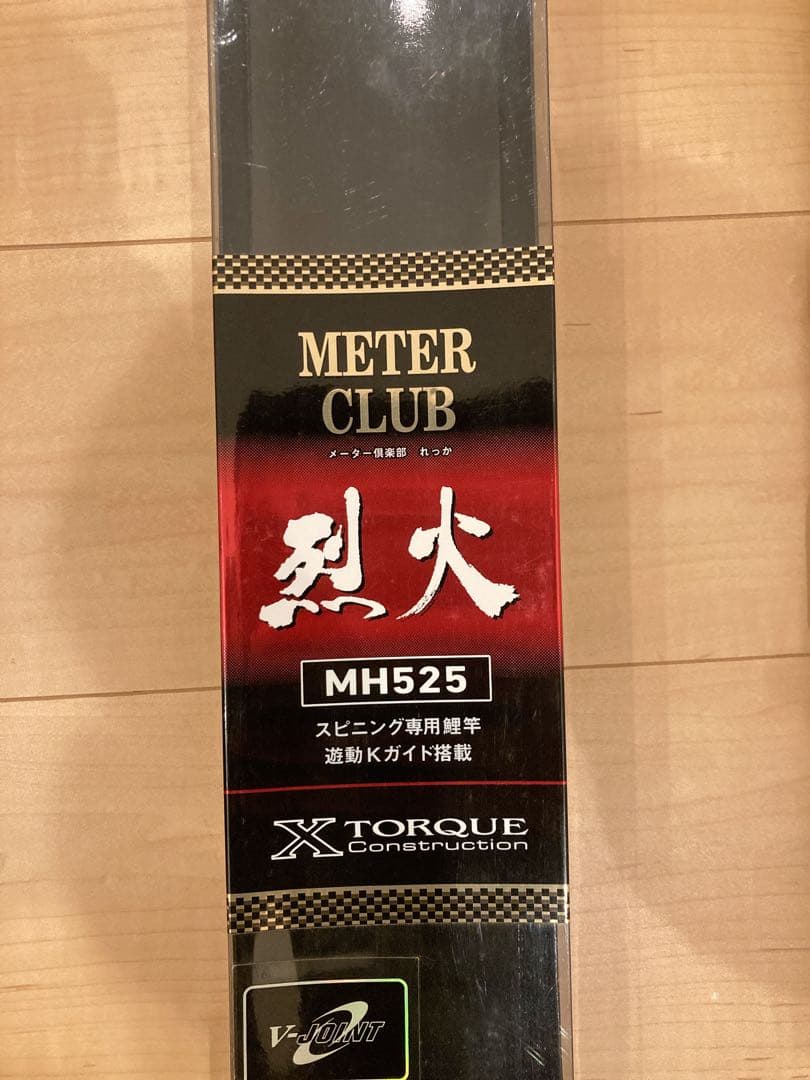 METER
CLUB
メーター倶楽部 れっか
烈火
MH525
スピニング専用鯉竿
遊動Kガイド搭載
X TORQUE
Construction
V-JOINT